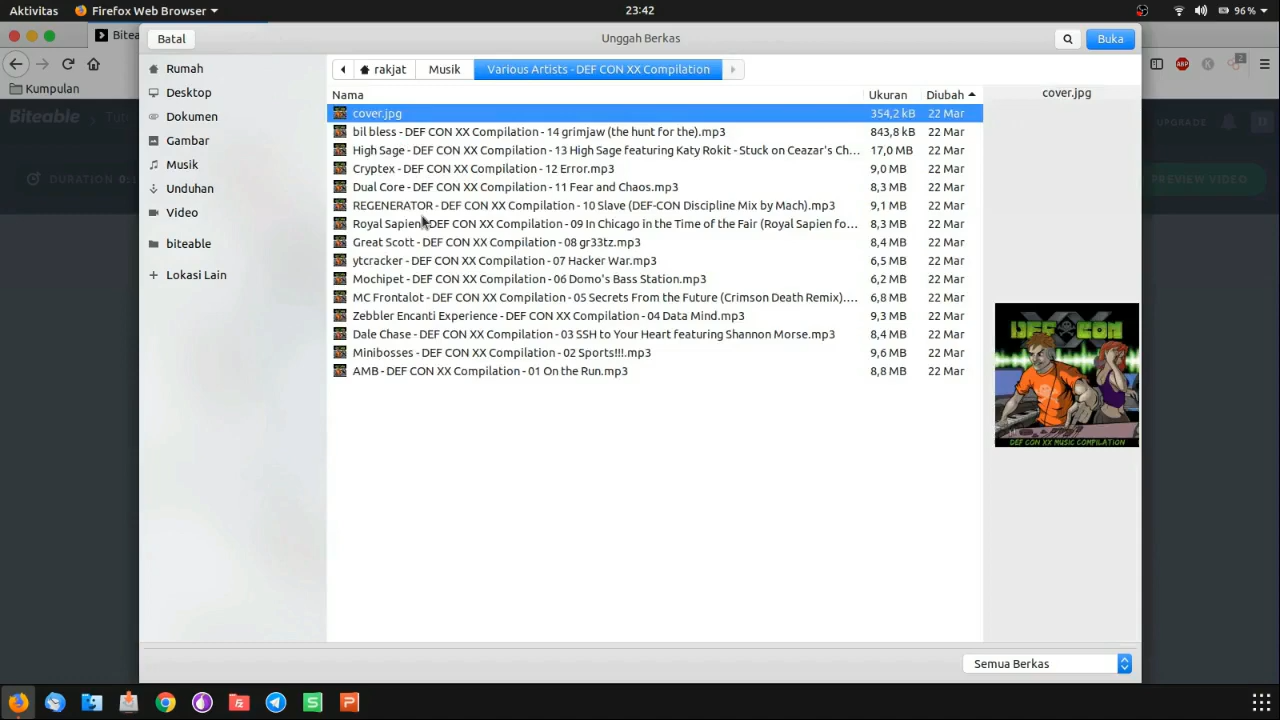 Aktivitas
Firefox Web Browser
23:42
96 %
Bitea
Batal
Unggah Berkas
Buka
Kumpulan
Biteable
DURATION
UPGRADE
PREVIEW VIDEO
Rumah
Desktop
Dokumen
Gambar
Musik
Unduhan
Video
biteable
Lokasi Lain
rakjat
Musik
Various Artists - DEF CON XX Compilation
Nama
Ukuran
Diubah
cover.jpg
354,2 kB
22 Mar
bil bless - DEF CON XX Compilation - 14 grimjaw (the hunt for the).mp3
843,8 kB
22 Mar
High Sage - DEF CON XX Compilation - 13 High Sage featuring Katy Rokit - Stuck on Ceazar's Ch…
17,0 MB
22 Mar
Cryptex - DEF CON XX Compilation - 12 Error.mp3
9,0 MB
22 Mar
Dual Core - DEF CON XX Compilation - 11 Fear and Chaos.mp3
8,3 MB
22 Mar
REGENERATOR - DEF CON XX Compilation - 10 Slave (DEF-CON Discipline Mix by Mach).mp3
9,1 MB
22 Mar
Royal Sapien - DEF CON XX Compilation - 09 In Chicago in the Time of the Fair (Royal Sapien fo…
8,3 MB
22 Mar
Great Scott - DEF CON XX Compilation - 08 gr33tz.mp3
8,4 MB
22 Mar
ytcracker - DEF CON XX Compilation - 07 Hacker War.mp3
6,5 MB
22 Mar
Mochipet - DEF CON XX Compilation - 06 Domo's Bass Station.mp3
6,2 MB
22 Mar
MC Frontalot - DEF CON XX Compilation - 05 Secrets From the Future (Crimson Death Remix)….
6,8 MB
22 Mar
Zebbler Encanti Experience - DEF CON XX Compilation - 04 Data Mind.mp3
9,3 MB
22 Mar
Dale Chase - DEF CON XX Compilation - 03 SSH to Your Heart featuring Shannon Morse.mp3
8,4 MB
22 Mar
Minibosses - DEF CON XX Compilation - 02 Sports!!!.mp3
9,6 MB
22 Mar
AMB - DEF CON XX Compilation - 01 On the Run.mp3
8,8 MB
22 Mar
cover.jpg
XX
DEF CON
DEF CON XX MUSIC COMPILATION
Semua Berkas